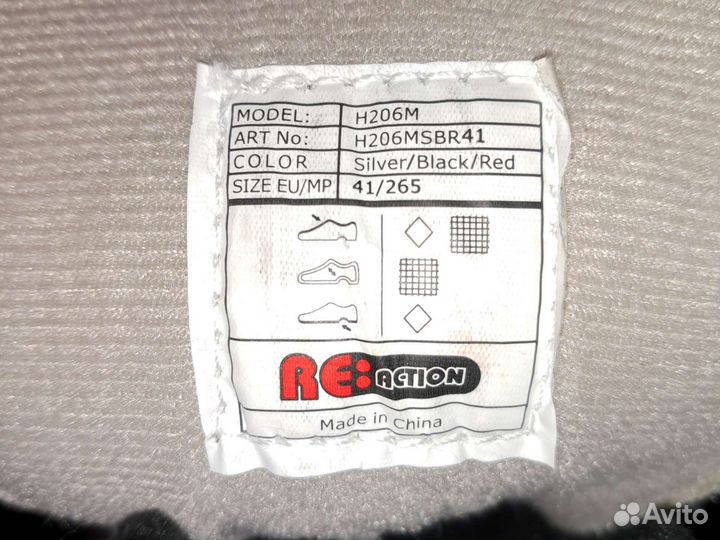 MODEL: H206M
ART No: H206MSBR41
COLOR Silver/Black/Red
SIZE EU/MP 41/265
RE:ACTION
Made in China
Avito